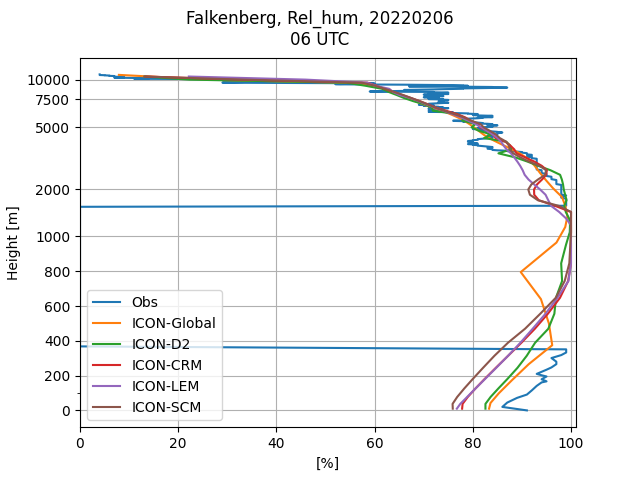 Falkenberg, Rel_hum, 20220206
06 UTC
10000
7500
5000
2000
1000
800
600
400
200
0
Height [m]
Obs
ICON-Global
ICON-D2
ICON-CRM
ICON-LEM
ICON-SCM
0 20 40 60 80 100
[%]